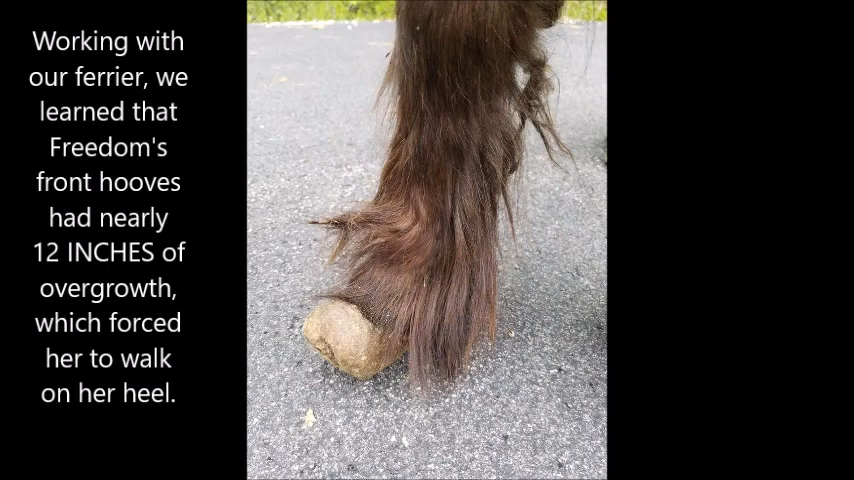 Working with
our ferrier, we
learned that
Freedom's
front hooves
had nearly
12 INCHES of
overgrowth,
which forced
her to walk
on her heel.